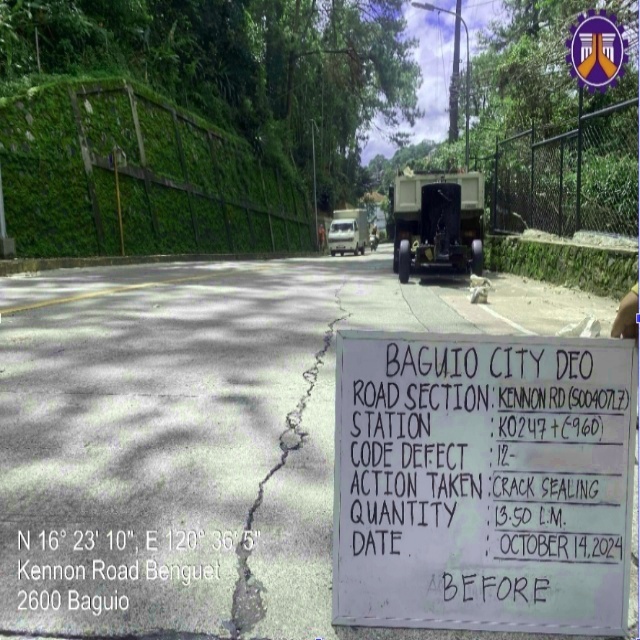 BAGUIO CITY DEO
ROAD SECTION: KENNON RD (S00407LZ)
STATION : K0247+(-960)
CODE DEFECT : 12-
ACTION TAKEN: CRACK SEALING
QUANTITY : 13.50 L.M.
DATE : OCTOBER 14,2024
BEFORE
N 16° 23' 10", E 120° 36' 5"
Kennon Road Benguet
2600 Baguio